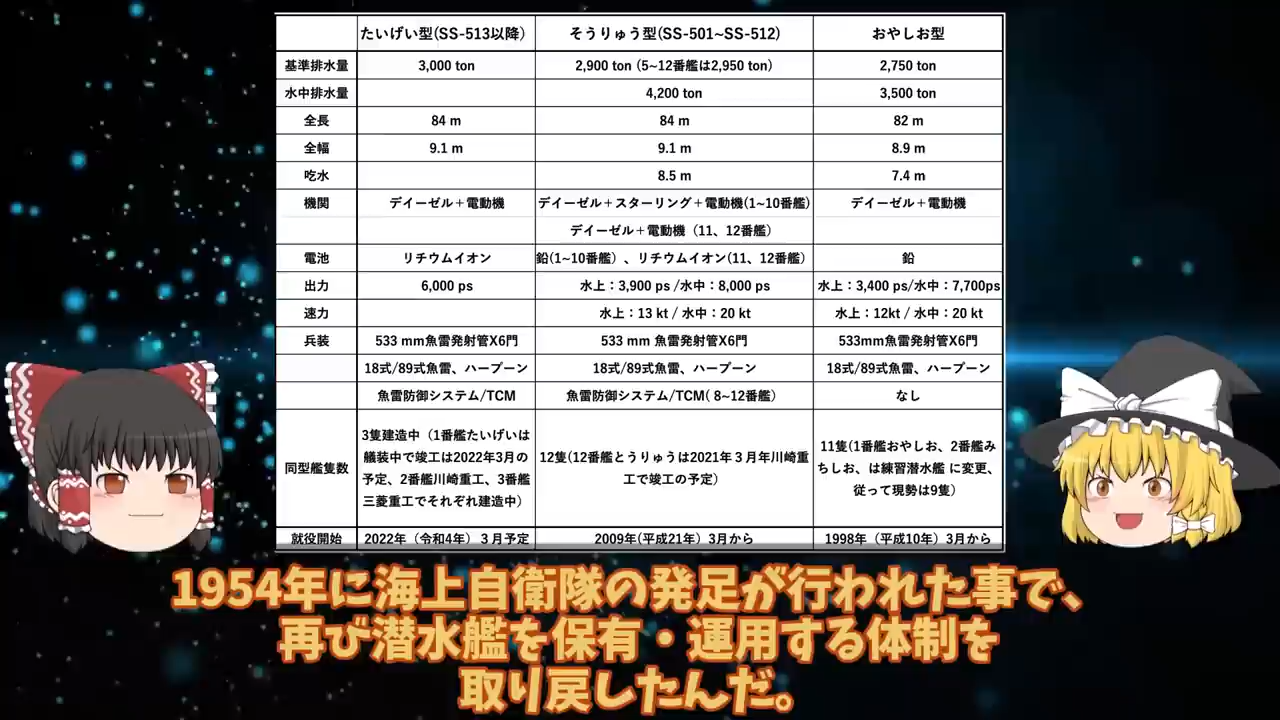 たいげい型(SS-513以降) そうりゅう型(SS-501~SS-512) おやしお型
基準排水量 3,000 ton 2,900 ton (5~12番艦は2,950 ton) 2,750 ton
水中排水量 4,200 ton 3,500 ton
全長 84 m 84 m 82 m
全幅 9.1 m 9.1 m 8.9 m
吃水 8.5 m 7.4 m
機関 デイーゼル＋電動機 デイーゼル＋スターリング＋電動機(1~10番艦) デイーゼル＋電動機
デイーゼル＋電動機（11、12番艦）
電池 リチウムイオン 鉛(1~10番艦）、リチウムイオン(11、12番艦） 鉛
出力 6,000 ps 水上：3,900 ps /水中：8,000 ps 水上：3,400 ps/水中：7,700ps
速力 水上：13 kt / 水中：20 kt 水上：12kt / 水中：20 kt
兵装 533 mm魚雷発射管X6門 533 mm 魚雷発射管X6門 533mm魚雷発射管X6門
18式/89式魚雷、ハープーン 18式/89式魚雷、ハープーン 18式/89式魚雷、ハープーン
魚雷防御システム/TCM 魚雷防御システム/TCM( 8~12番艦） なし
同型艦隻数
3隻建造中（1番艦たいげいは
艤装中で竣工は2022年3月の
予定、2番艦川崎重工、3番艦
三菱重工でそれぞれ建造中）
12隻(12番艦とうりゅうは2021年３月年川崎重
工で竣工の予定）
11隻(1番艦おやしお、2番艦み
ちしお、は練習潜水艦 に変更、
従って現勢は9隻）
就役開始 2022年（令和4年）３月予定 2009年(平成21年）3月から 1998年（平成10年）3月から
1954年に海上自衛隊の発足が行われた事で、
再び潜水艦を保有・運用する体制を
取り戻したんだ。